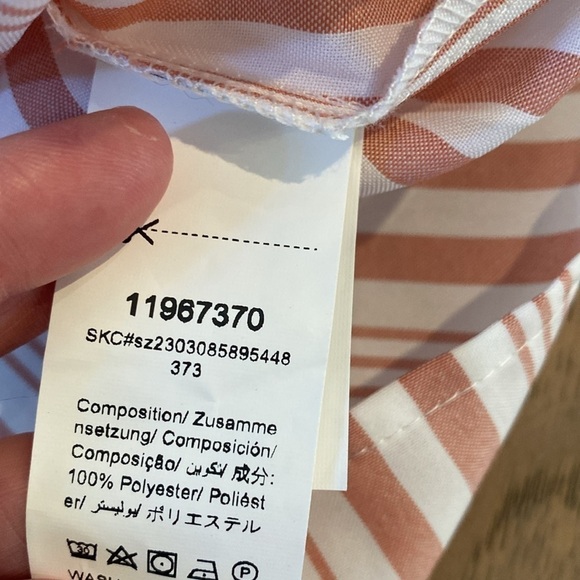 11967370
SKC#sz2303085895448
373
Composition/ Zusamme
nsetzung/ Composición/
Composição/ تكوين/ 成分:
100% Polyester/ Poliést
er/ بوليستر/ ポリエステル
30
P